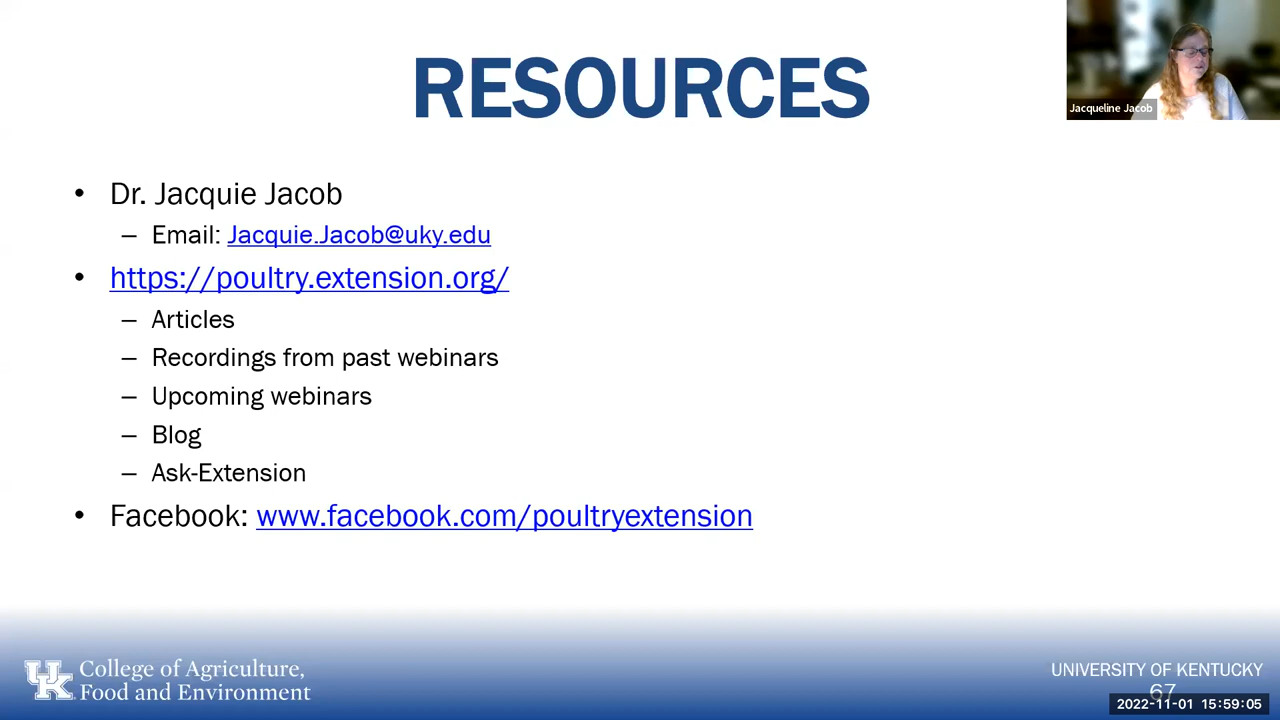 RESOURCES
Jacqueline Jacob
• Dr. Jacquie Jacob
– Email: Jacquie.Jacob@uky.edu
• https://poultry.extension.org/
– Articles
– Recordings from past webinars
– Upcoming webinars
– Blog
– Ask-Extension
• Facebook: www.facebook.com/poultryextension
UK College of Agriculture,
Food and Environment
UNIVERSITY OF KENTUCKY
67
2022-11-01 15:59:05